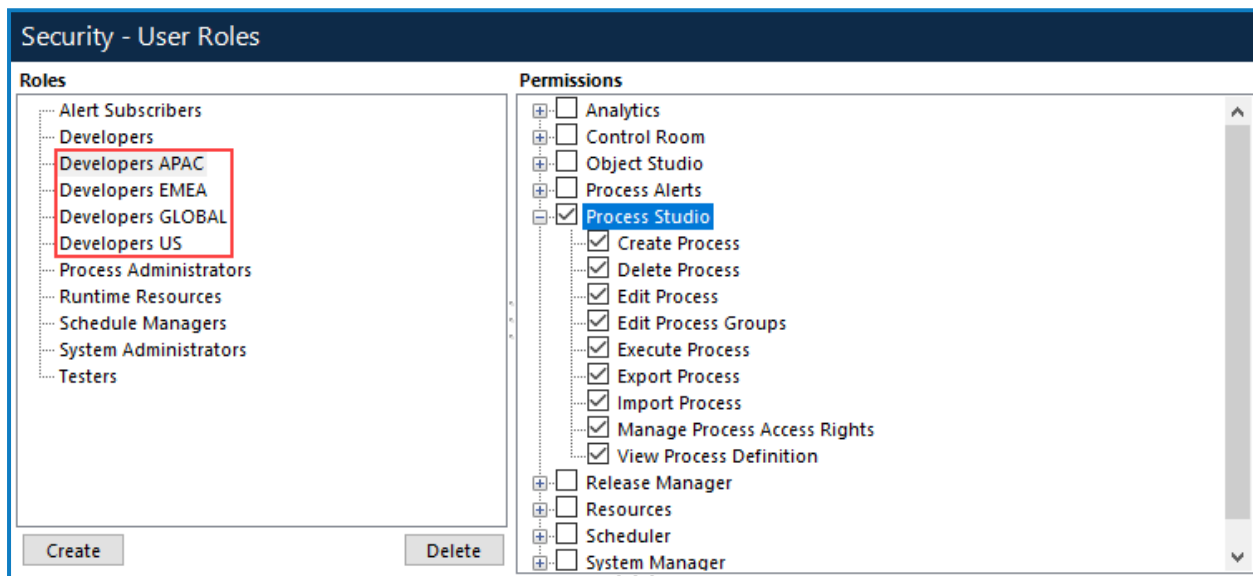 Security - User Roles
Roles
Alert Subscribers
Developers
Developers APAC
Developers EMEA
Developers GLOBAL
Developers US
Process Administrators
Runtime Resources
Schedule Managers
System Administrators
Testers
Create
Delete
Permissions
Analytics
Control Room
Object Studio
Process Alerts
Process Studio
Create Process
Delete Process
Edit Process
Edit Process Groups
Execute Process
Export Process
Import Process
Manage Process Access Rights
View Process Definition
Release Manager
Resources
Scheduler
System Manager